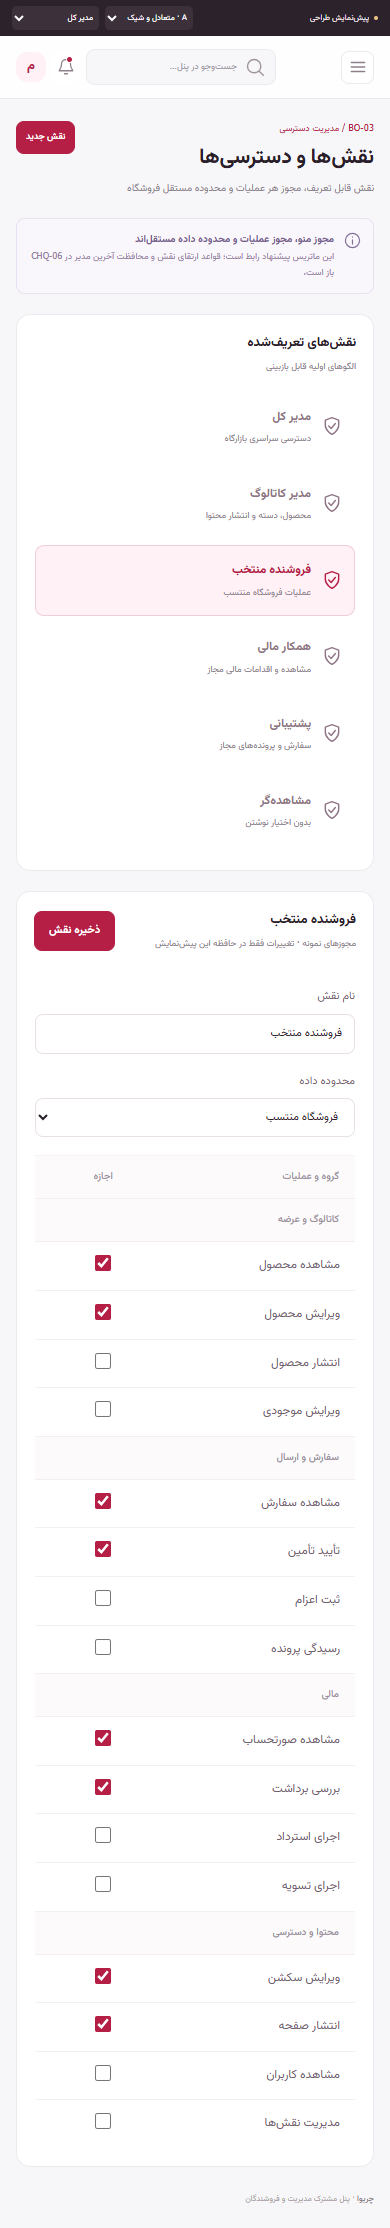 پیش‌نمایش طراحی
A · متعادل و شیک
مدیر کل
جست‌وجو در پنل...
م
BO-03 / مدیریت دسترسی
نقش‌ها و دسترسی‌ها
نقش قابل تعریف، مجوز هر عملیات و محدوده مستقل فروشگاه
نقش جدید
مجوز منو، مجوز عملیات و محدوده داده مستقل‌اند
این ماتریس پیشنهاد رابط است؛ قواعد ارتقای نقش و محافظت آخرین مدیر در CHQ-06
باز است.
نقش‌های تعریف‌شده
الگوهای اولیه قابل بازبینی
مدیر کل
دسترسی سراسری بازارگاه
مدیر کاتالوگ
محصول، دسته و انتشار محتوا
فروشنده منتخب
عملیات فروشگاه منتسب
همکار مالی
مشاهده و اقدامات مالی مجاز
پشتیبانی
سفارش و پرونده‌های مجاز
مشاهده‌گر
بدون اختیار نوشتن
فروشنده منتخب
مجوزهای نمونه · تغییرات فقط در حافظه این پیش‌نمایش
ذخیره نقش
نام نقش
فروشنده منتخب
محدوده داده
فروشگاه منتسب
گروه و عملیات
اجازه
کاتالوگ و عرضه
مشاهده محصول
ویرایش محصول
انتشار محصول
ویرایش موجودی
سفارش و ارسال
مشاهده سفارش
تأیید تأمین
ثبت اعزام
رسیدگی پرونده
مالی
مشاهده صورتحساب
بررسی برداشت
اجرای استرداد
اجرای تسویه
محتوا و دسترسی
ویرایش سکشن
انتشار صفحه
مشاهده کاربران
مدیریت نقش‌ها
چریوا · پنل مشترک مدیریت و فروشندگان